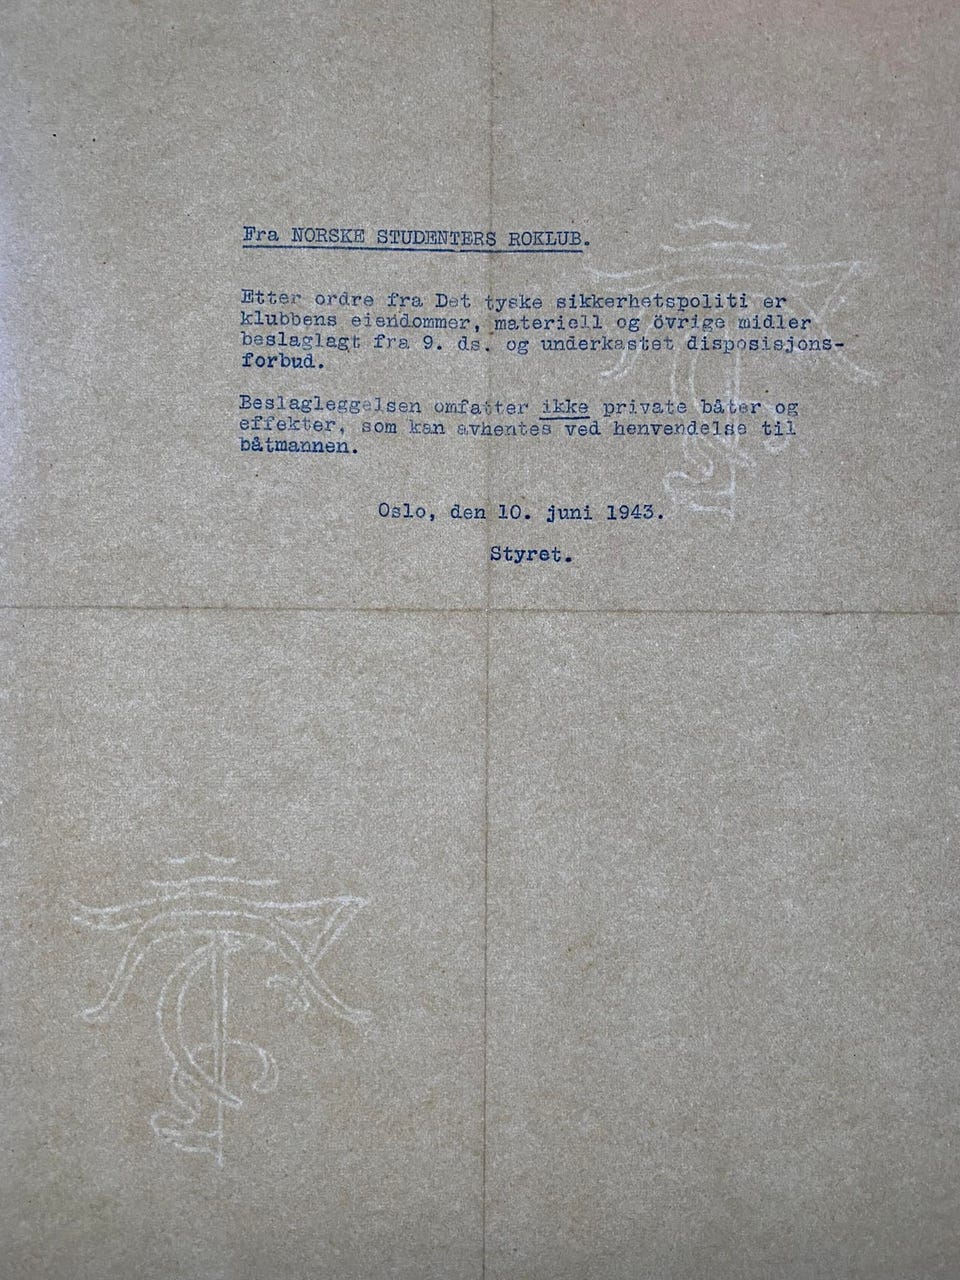 Fra NORSKE STUDENTERS ROKLUB.
Etter ordre fra Det tyske sikkerhetspoliti er
klubbens eiendommer, materiell og övrige midler
beslaglagt fra 9. ds. og underkastet disposisjons-
forbud.
Beslagleggelsen omfatter ikke private båter og
effekter, som kan avhentes ved henvendelse til
båtmannen.
Oslo, den 10. juni 1943.
Styret.